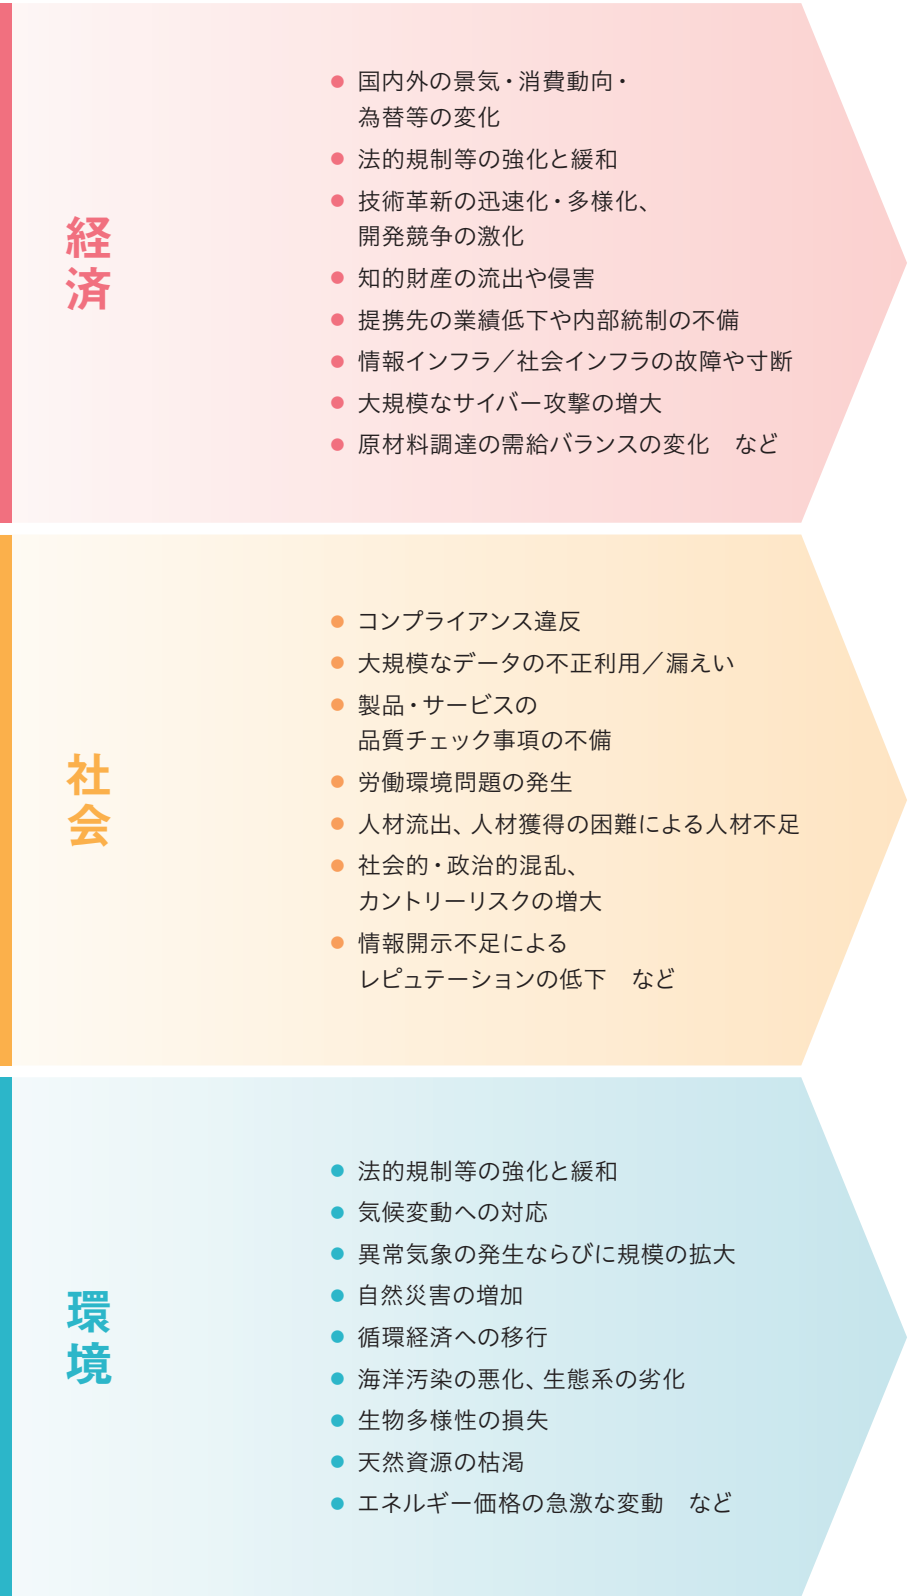 経済
● 国内外の景気・消費動向・
為替等の変化
● 法的規制等の強化と緩和
● 技術革新の迅速化・多様化、
開発競争の激化
● 知的財産の流出や侵害
● 提携先の業績低下や内部統制の不備
● 情報インフラ／社会インフラの故障や寸断
● 大規模なサイバー攻撃の増大
● 原材料調達の需給バランスの変化　など
社会
● コンプライアンス違反
● 大規模なデータの不正利用／漏えい
● 製品・サービスの
品質チェック事項の不備
● 労働環境問題の発生
● 人材流出、人材獲得の困難による人材不足
● 社会的・政治的混乱、
カントリーリスクの増大
● 情報開示不足による
レピュテーションの低下　など
環境
● 法的規制等の強化と緩和
● 気候変動への対応
● 異常気象の発生ならびに規模の拡大
● 自然災害の増加
● 循環経済への移行
● 海洋汚染の悪化、生態系の劣化
● 生物多様性の損失
● 天然資源の枯渇
● エネルギー価格の急激な変動　など